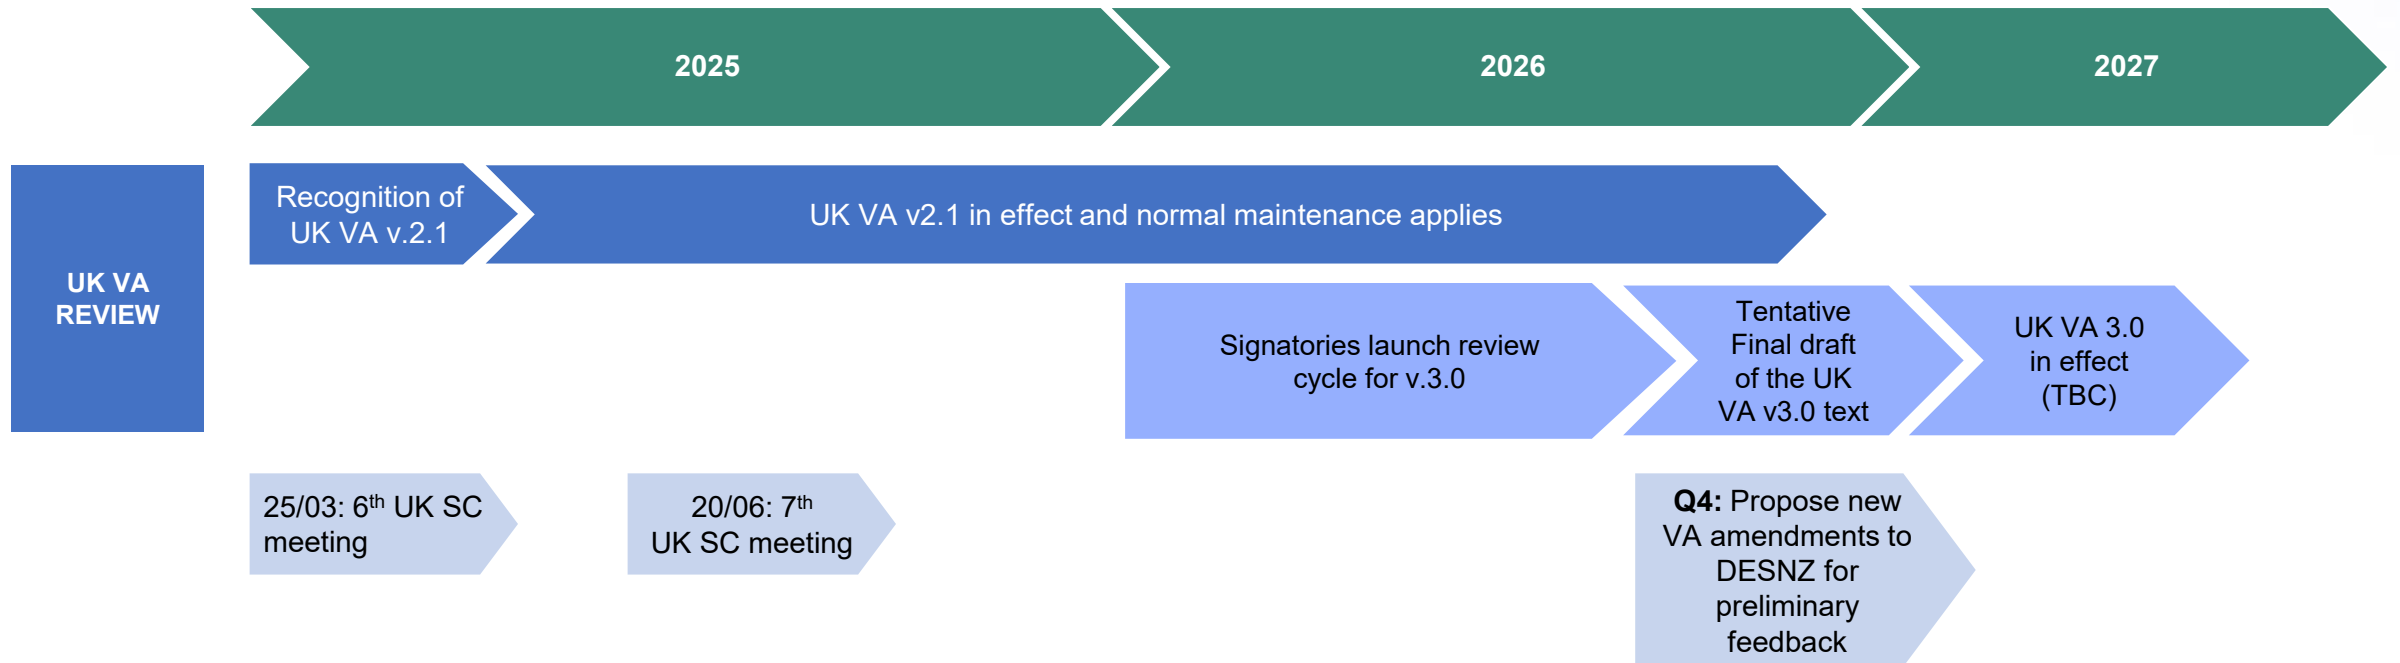 2025
2026
2027
UK VA
REVIEW
Recognition of
UK VA v.2.1
UK VA v2.1 in effect and normal maintenance applies
Signatories launch review
cycle for v.3.0
Tentative
Final draft
of the UK
VA v3.0 text
UK VA 3.0
in effect
(TBC)
25/03: 6th UK SC
meeting
20/06: 7th
UK SC meeting
Q4: Propose new
VA amendments to
DESNZ for
preliminary
feedback